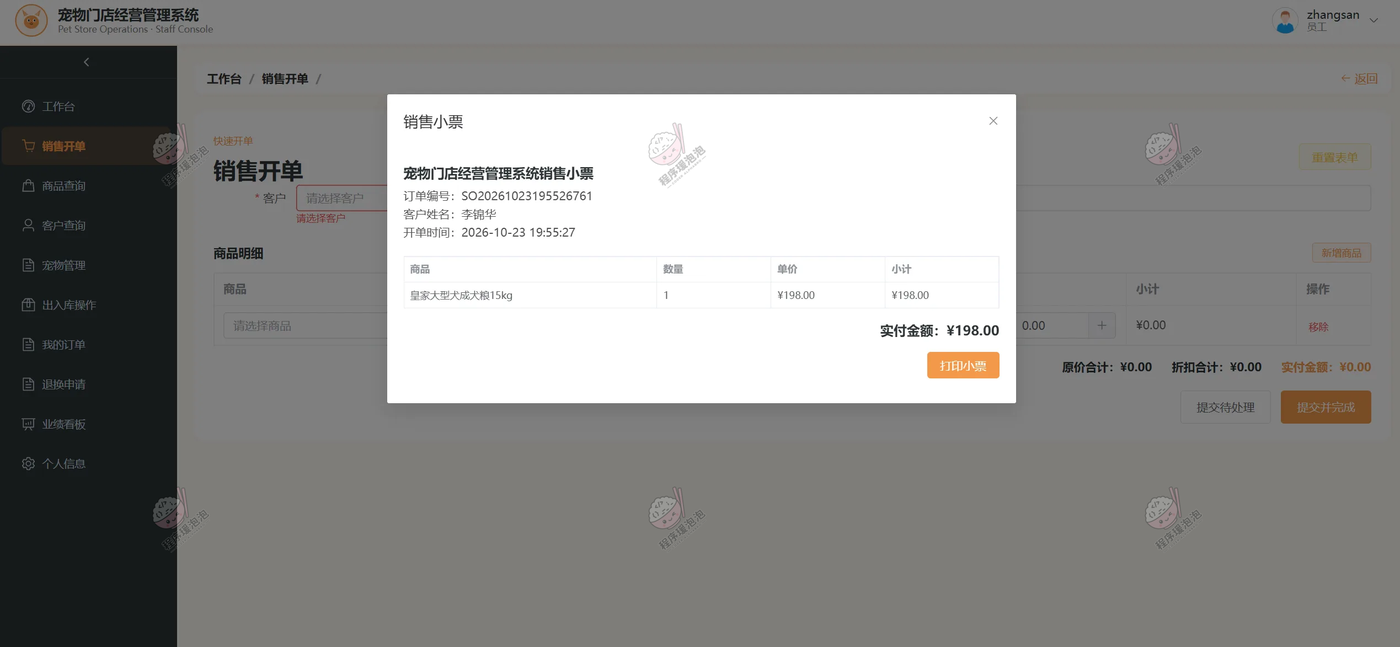 宠物门店经营管理系统
Pet Store Operations · Staff Console
zhangsan
员工
工作台
销售开单
商品查询
客户查询
宠物管理
出入库操作
我的订单
退换申请
业绩看板
个人信息
工作台 / 销售开单 /
← 返回
快速开单
销售开单
重置表单
* 客户
请选择客户
请选择客户
商品明细
新增商品
商品
小计
操作
请选择商品
0.00
+
¥0.00
移除
原价合计：¥0.00 折扣合计：¥0.00 实付金额：¥0.00
提交待处理
提交并完成
销售小票
宠物门店经营管理系统销售小票
订单编号：SO20261023195526761
客户姓名：李锦华
开单时间：2026-10-23 19:55:27
商品 数量 单价 小计
皇家大型犬成犬粮15kg 1 ¥198.00 ¥198.00
实付金额：¥198.00
打印小票
程序媛泡泡
程序媛泡泡
程序媛泡泡
程序媛泡泡
程序媛泡泡
程序媛泡泡